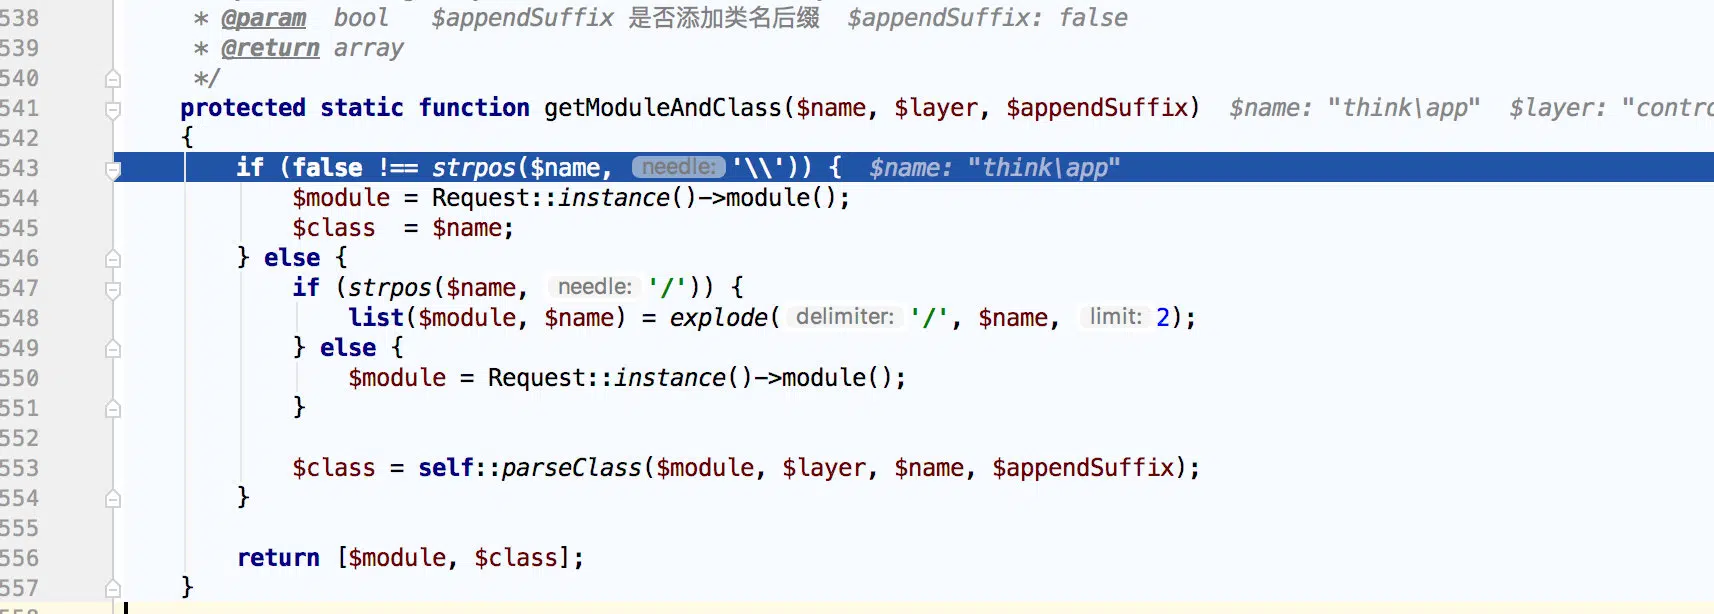 538 * @param bool $appendSuffix 是否添加类名后缀 $appendSuffix: false
539 * @return array
540 */
541 protected static function getModuleAndClass($name, $layer, $appendSuffix) $name: "think\app" $layer: "contro
542 {
543 if (false !== strpos($name, needle: '\\')) { $name: "think\app"
544 $module = Request::instance()->module();
545 $class = $name;
546 } else {
547 if (strpos($name, needle: '/')) {
548 list($module, $name) = explode( delimiter: '/', $name, limit: 2);
549 } else {
550 $module = Request::instance()->module();
551 }
552
553 $class = self::parseClass($module, $layer, $name, $appendSuffix);
554 }
555
556 return [$module, $class];
557 }